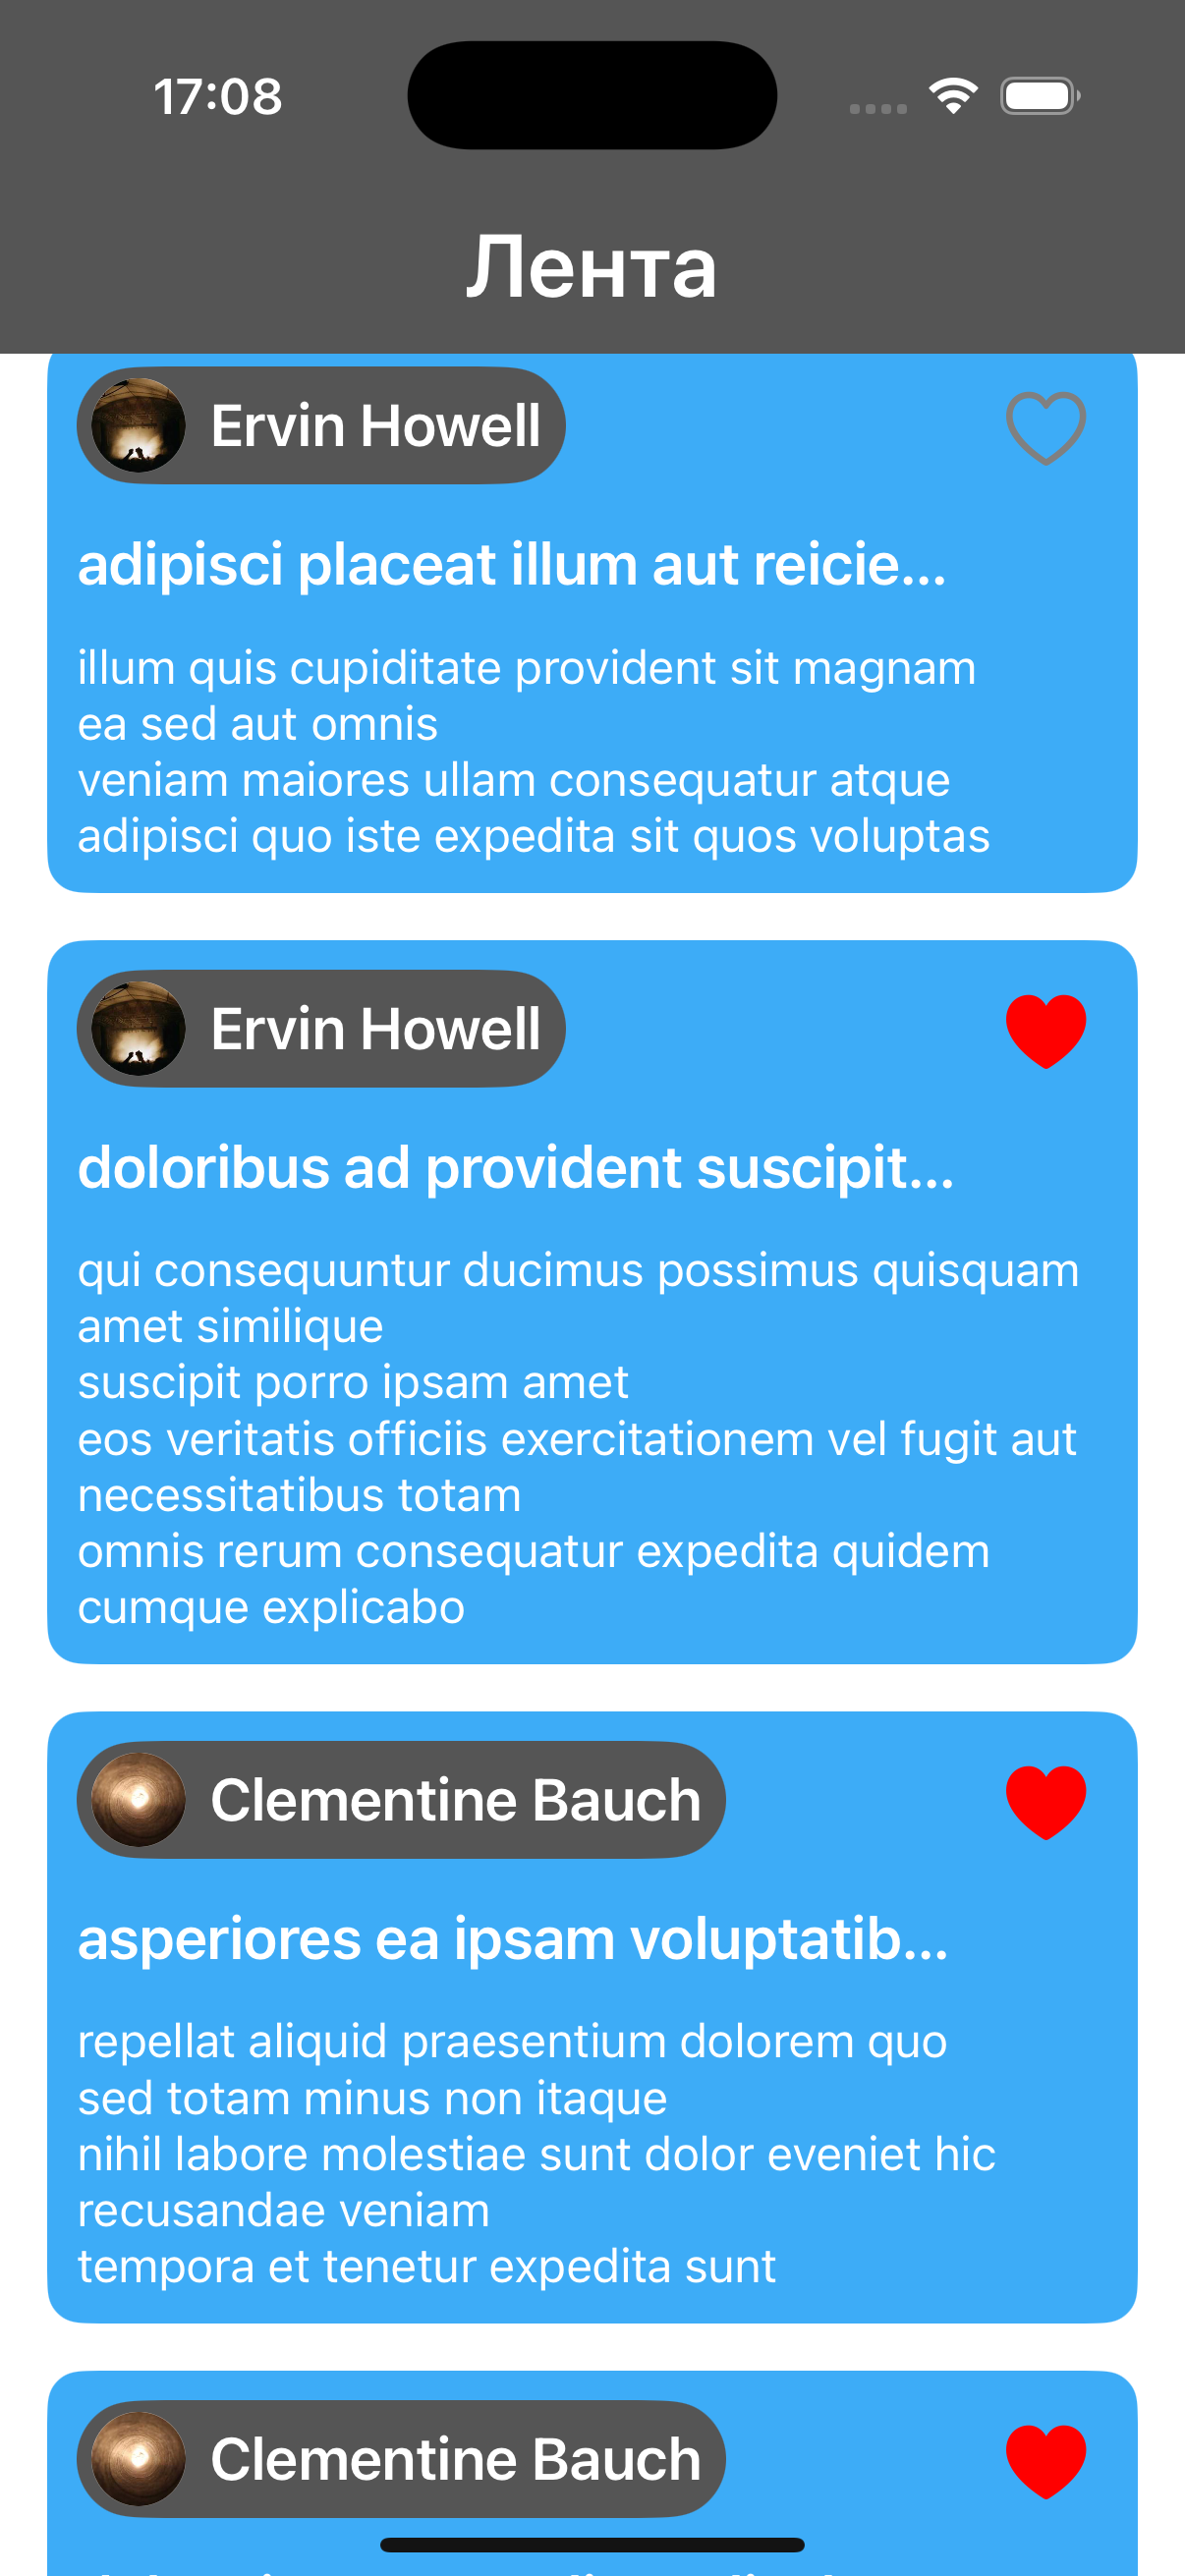 17:08
Лента
Ervin Howell
adipisci placeat illum aut reicie...
illum quis cupiditate provident sit magnam
ea sed aut omnis
veniam maiores ullam consequatur atque
adipisci quo iste expedita sit quos voluptas
Ervin Howell
doloribus ad provident suscipit...
qui consequuntur ducimus possimus quisquam
amet similique
suscipit porro ipsam amet
eos veritatis officiis exercitationem vel fugit aut
necessitatibus totam
omnis rerum consequatur expedita quidem
cumque explicabo
Clementine Bauch
asperiores ea ipsam voluptatib...
repellat aliquid praesentium dolorem quo
sed totam minus non itaque
nihil labore molestiae sunt dolor eveniet hic
recusandae veniam
tempora et tenetur expedita sunt
Clementine Bauch